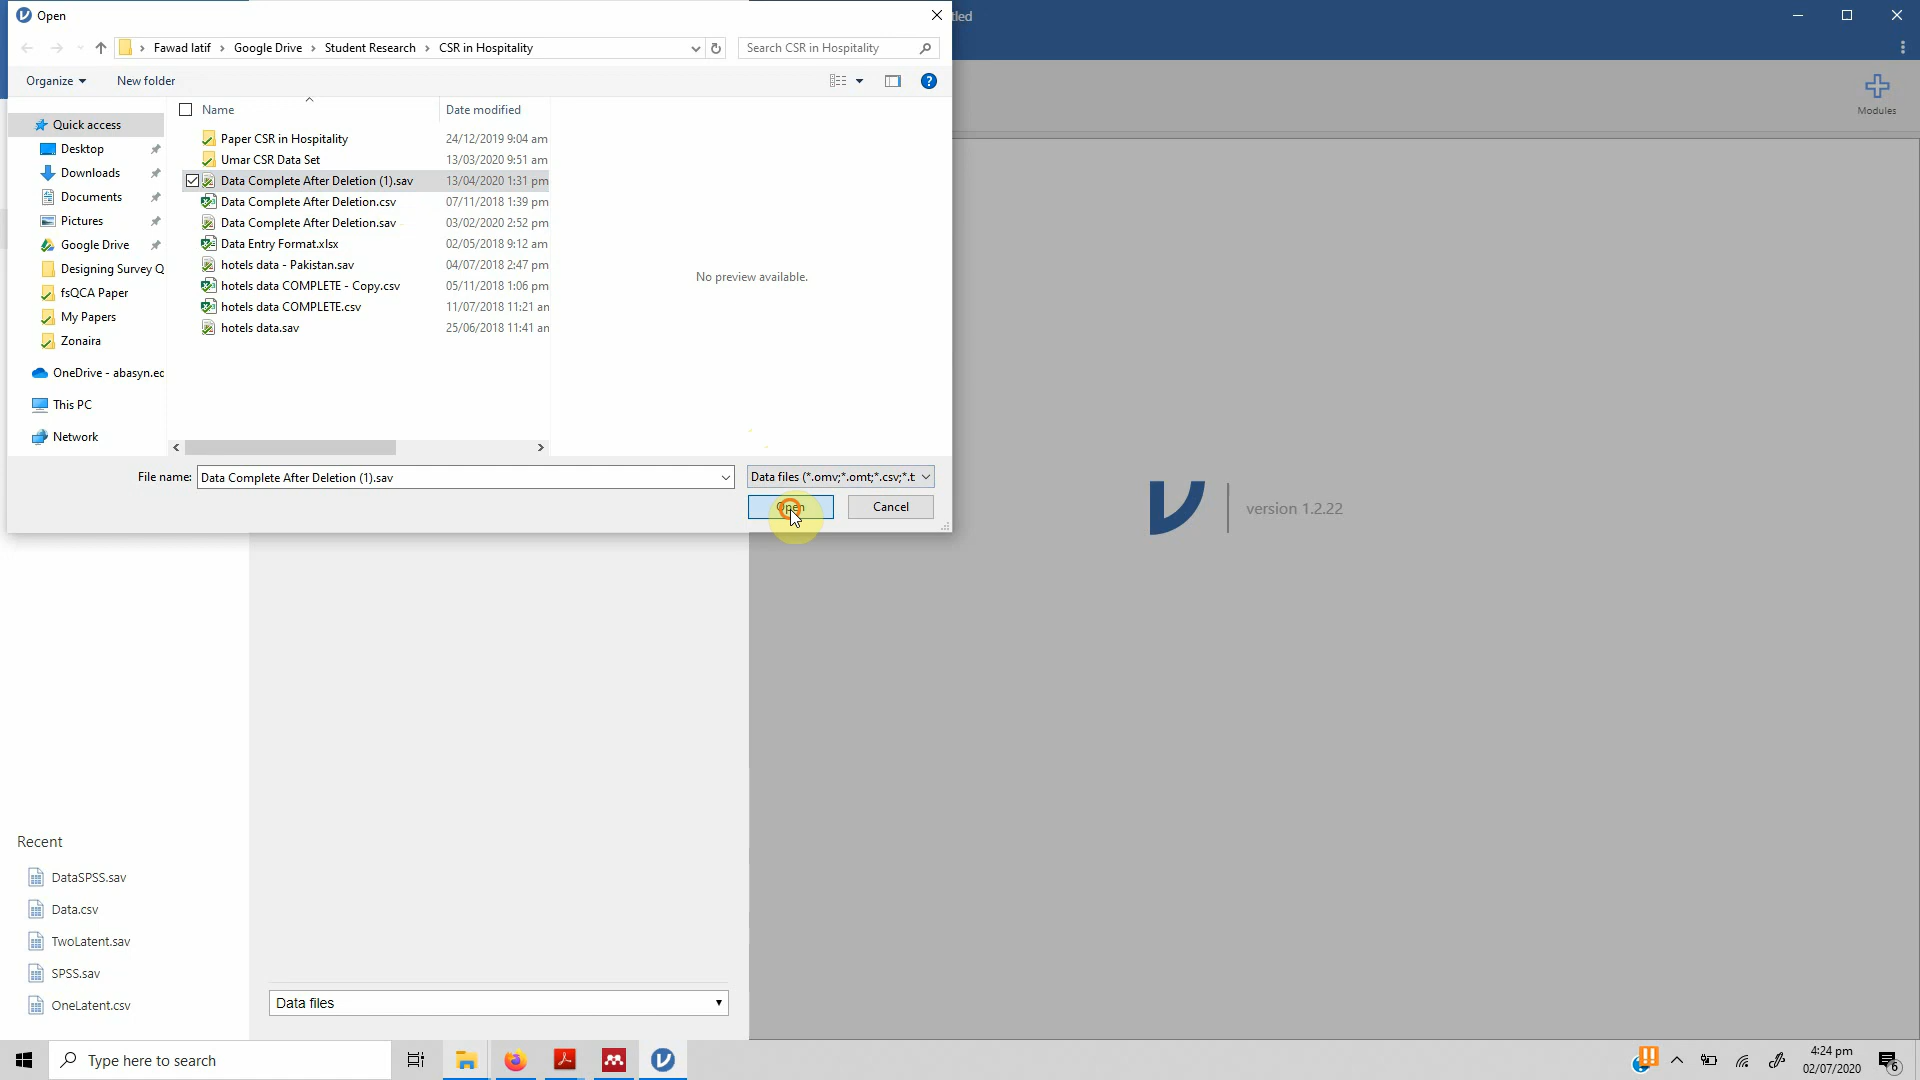 Open
tled
Fawad latif > Google Drive > Student Research > CSR in Hospitality
Search CSR in Hospitality
Organize
New folder
Modules
Name
Date modified
Quick access
Desktop
Downloads
Documents
Pictures
Google Drive
Designing Survey Q
fsQCA Paper
My Papers
Zonaira
OneDrive - abasyn.ec
This PC
Network
Paper CSR in Hospitality 24/12/2019 9:04 am
Umar CSR Data Set 13/03/2020 9:51 am
Data Complete After Deletion (1).sav 13/04/2020 1:31 pm
Data Complete After Deletion.csv 07/11/2018 1:39 pm
Data Complete After Deletion.sav 03/02/2020 2:52 pm
Data Entry Format.xlsx 02/05/2018 9:12 am
hotels data - Pakistan.sav 04/07/2018 2:47 pm
hotels data COMPLETE - Copy.csv 05/11/2018 1:06 pm
hotels data COMPLETE.csv 11/07/2018 11:21 an
hotels data.sav 25/06/2018 11:41 an
No preview available.
File name: Data Complete After Deletion (1).sav
Data files (*.omv;*.omt;*.csv;*.t
Open
Cancel
version 1.2.22
Recent
DataSPSS.sav
Data.csv
TwoLatent.sav
SPSS.sav
OneLatent.csv
Data files
Type here to search
4:24 pm
02/07/2020
6